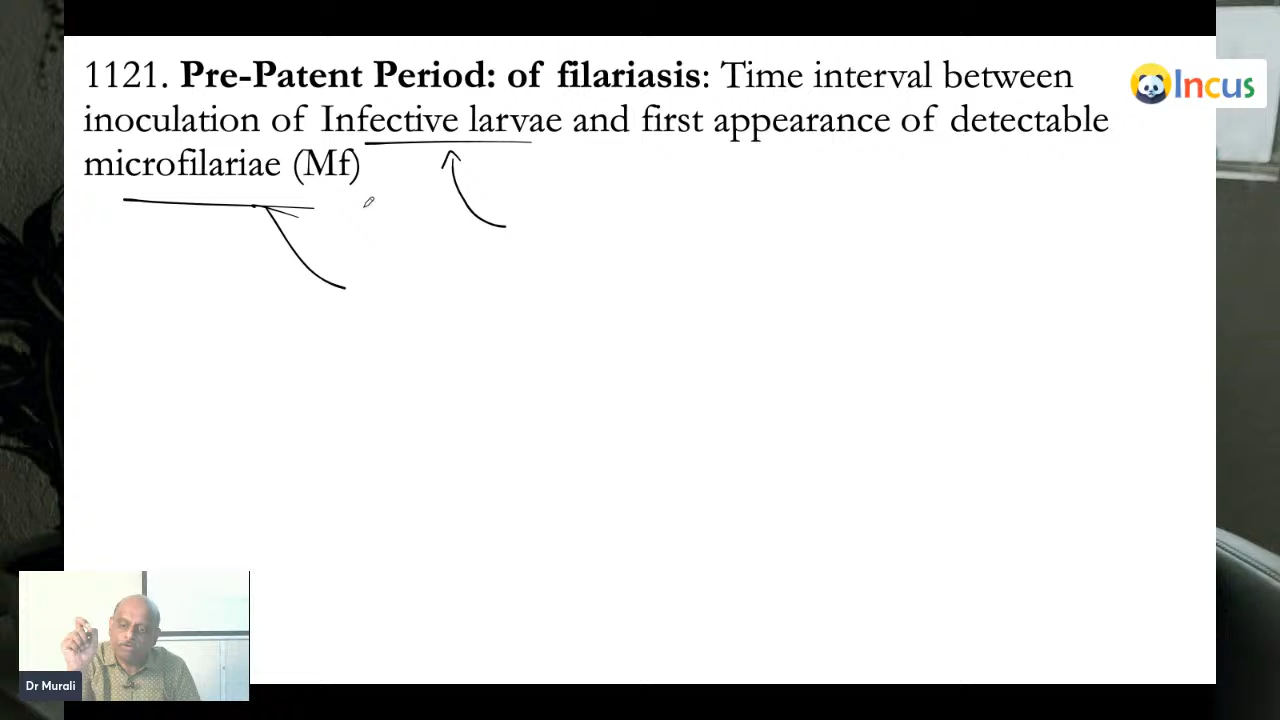 1121. Pre-Patent Period: of filariasis: Time interval between
inoculation of Infective larvae and first appearance of detectable
microfilariae (Mf)
Incus
Dr Murali